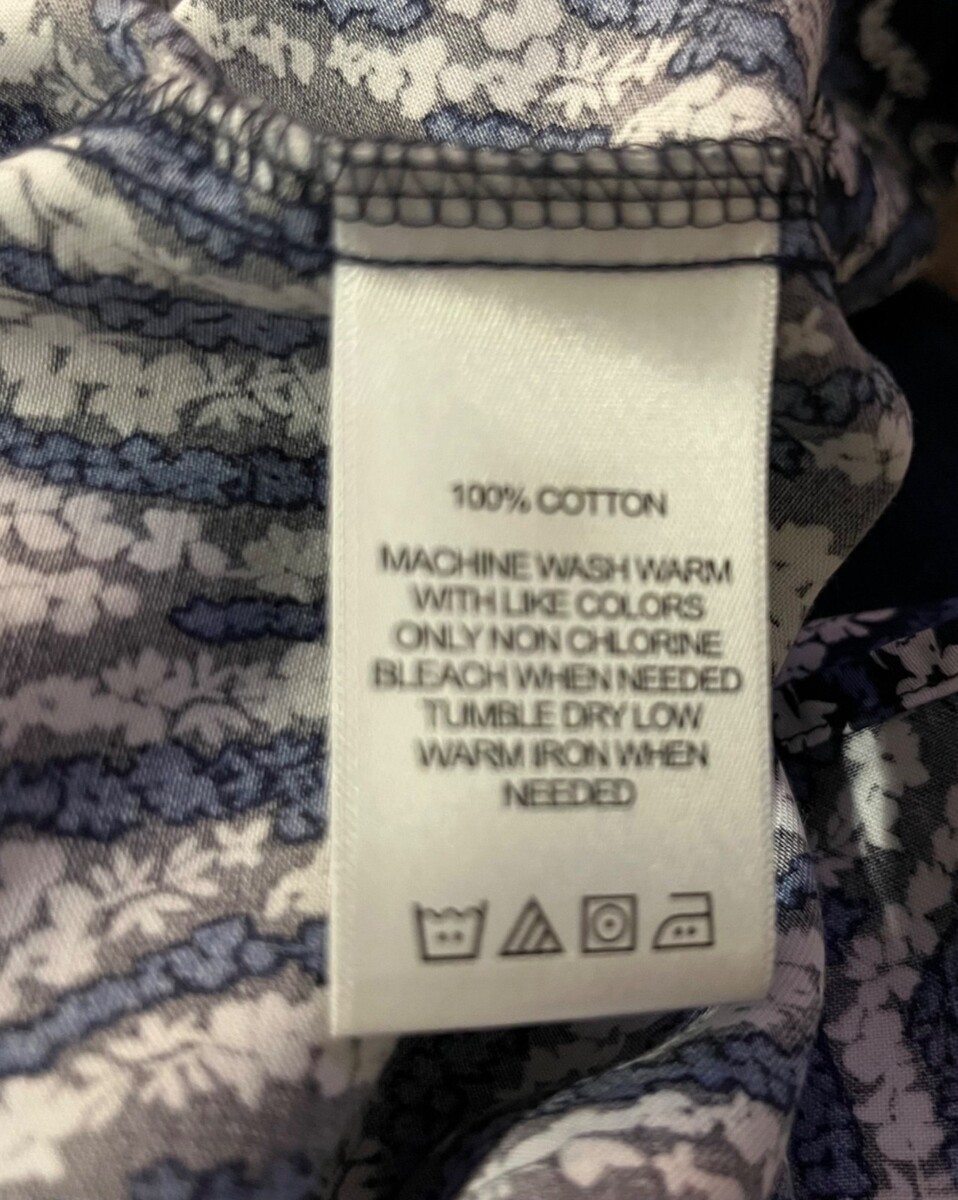 100% COTTON
MACHINE WASH WARM
WITH LIKE COLORS
ONLY NON CHLORINE
BLEACH WHEN NEEDED
TUMBLE DRY LOW
WARM IRON WHEN
NEEDED